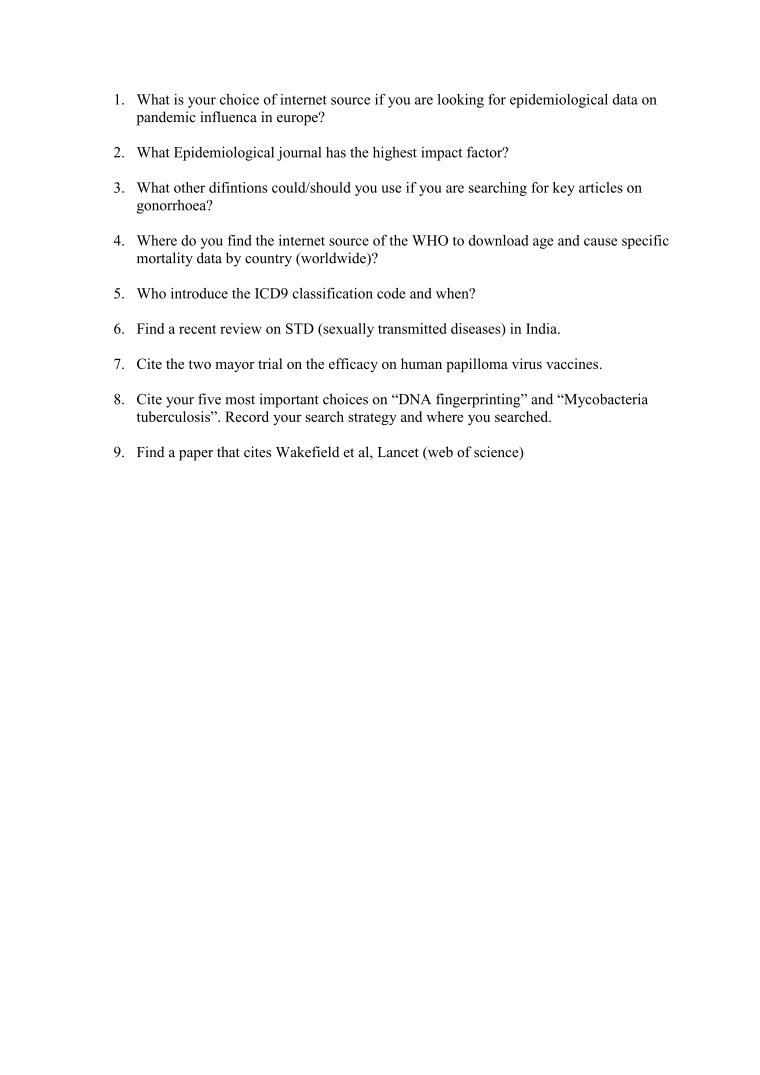 1. What is your choice of internet source if you are looking for epidemiological data on
pandemic influenca in europe?
2. What Epidemiological journal has the highest impact factor?
3. What other difintions could/should you use if you are searching for key articles on
gonorrhoea?
4. Where do you find the internet source of the WHO to download age and cause specific
mortality data by country (worldwide)?
5. Who introduce the ICD9 classification code and when?
6. Find a recent review on STD (sexually transmitted diseases) in India.
7. Cite the two mayor trial on the efficacy on human papilloma virus vaccines.
8. Cite your five most important choices on “DNA fingerprinting” and “Mycobacteria
tuberculosis”. Record your search strategy and where you searched.
9. Find a paper that cites Wakefield et al, Lancet (web of science)